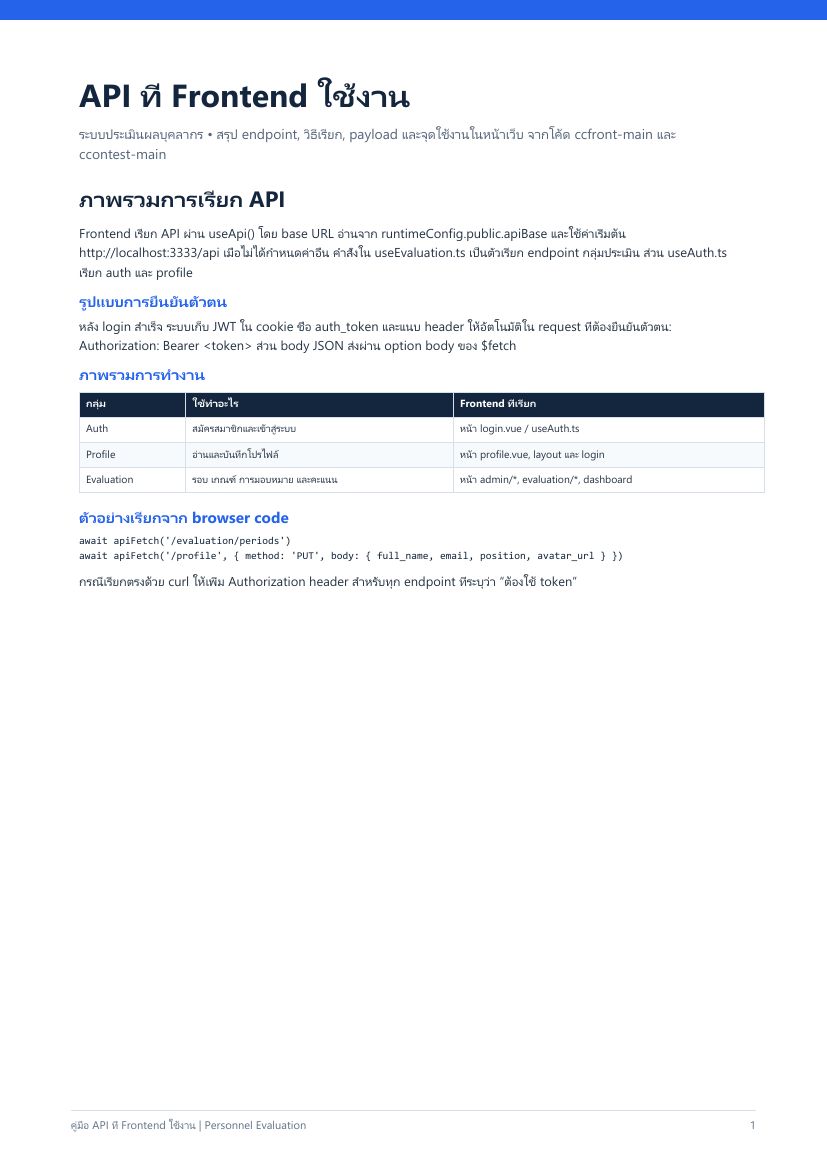 API ที่ Frontend ใช้งาน
ระบบประเมินผลบุคลากร • สรุป endpoint, วิธีเรียก, payload และจุดใช้งานในหน้าเว็บ จากโค้ด ccfront-main และ
ccontest-main
ภาพรวมการเรียก API
Frontend เรียก API ผ่าน useApi() โดย base URL อ่านจาก runtimeConfig.public.apiBase และใช้ค่าเริ่มต้น
http://localhost:3333/api เมื่อไม่ได้กำหนดค่าอื่น คำสั่งใน useEvaluation.ts เป็นตัวเรียก endpoint กลุ่มประเมิน ส่วน useAuth.ts
เรียก auth และ profile
รูปแบบการยืนยันตัวตน
หลัง login สำเร็จ ระบบเก็บ JWT ใน cookie ชื่อ auth_token และแนบ header ให้อัตโนมัติใน request ที่ต้องยืนยันตัวตน:
Authorization: Bearer <token> ส่วน body JSON ส่งผ่าน option body ของ $fetch
ภาพรวมการทำงาน
กลุ่ม ใช้ทำอะไร Frontend ที่เรียก
Auth สมัครสมาชิกและเข้าสู่ระบบ หน้า login.vue / useAuth.ts
Profile อ่านและบันทึกโปรไฟล์ หน้า profile.vue, layout และ login
Evaluation รอบ เกณฑ์ การมอบหมาย และคะแนน หน้า admin/*, evaluation/*, dashboard
ตัวอย่างเรียกจาก browser code
await apiFetch('/evaluation/periods')
await apiFetch('/profile', { method: 'PUT', body: { full_name, email, position, avatar_url } })
กรณีเรียกตรงด้วย curl ให้เพิ่ม Authorization header สำหรับทุก endpoint ที่ระบุว่า “ต้องใช้ token”
คู่มือ API ที่ Frontend ใช้งาน | Personnel Evaluation 1